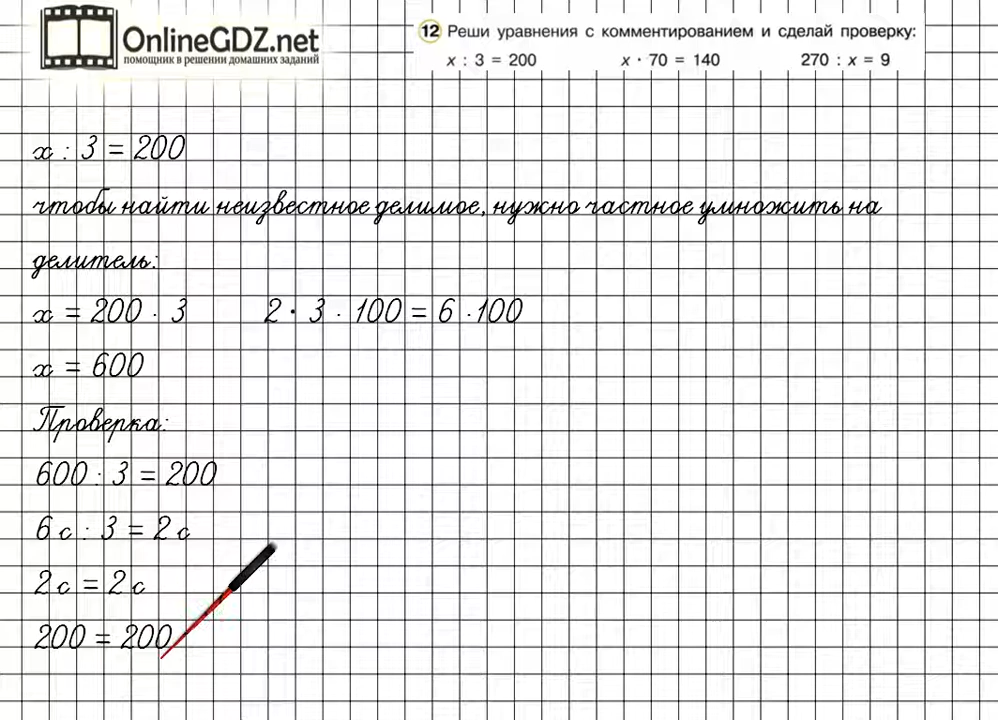 OnlineGDZ.net
помощник в решении домашних заданий
12 Реши уравнения с комментированием и сделай проверку:
x : 3 = 200 x · 70 = 140 270 : x = 9
x : 3 = 200
чтобы найти неизвестное делимое, нужно частное умножить на
делитель:
x = 200 · 3 2 · 3 · 100 = 6 · 100
x = 600
Проверка:
600 : 3 = 200
6 с : 3 = 2 с
2 с = 2 с
200 = 200